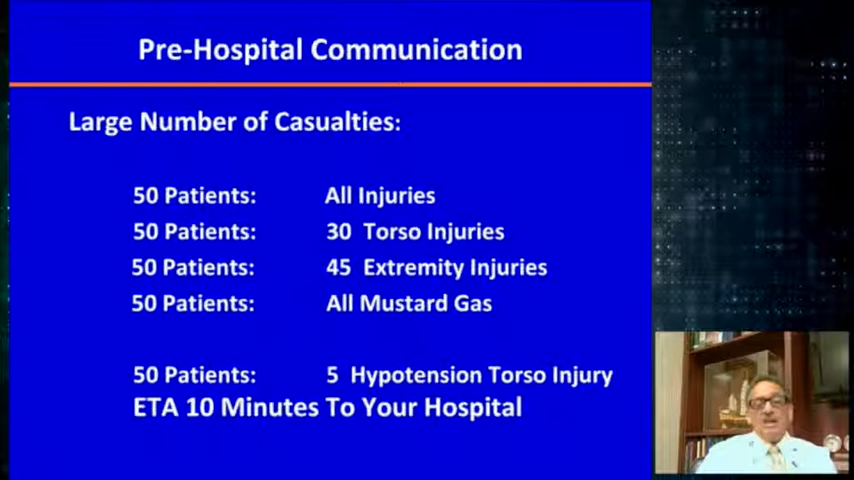 Pre-Hospital Communication
Large Number of Casualties:
50 Patients: All Injuries
50 Patients: 30 Torso Injuries
50 Patients: 45 Extremity Injuries
50 Patients: All Mustard Gas
50 Patients: 5 Hypotension Torso Injury
ETA 10 Minutes To Your Hospital